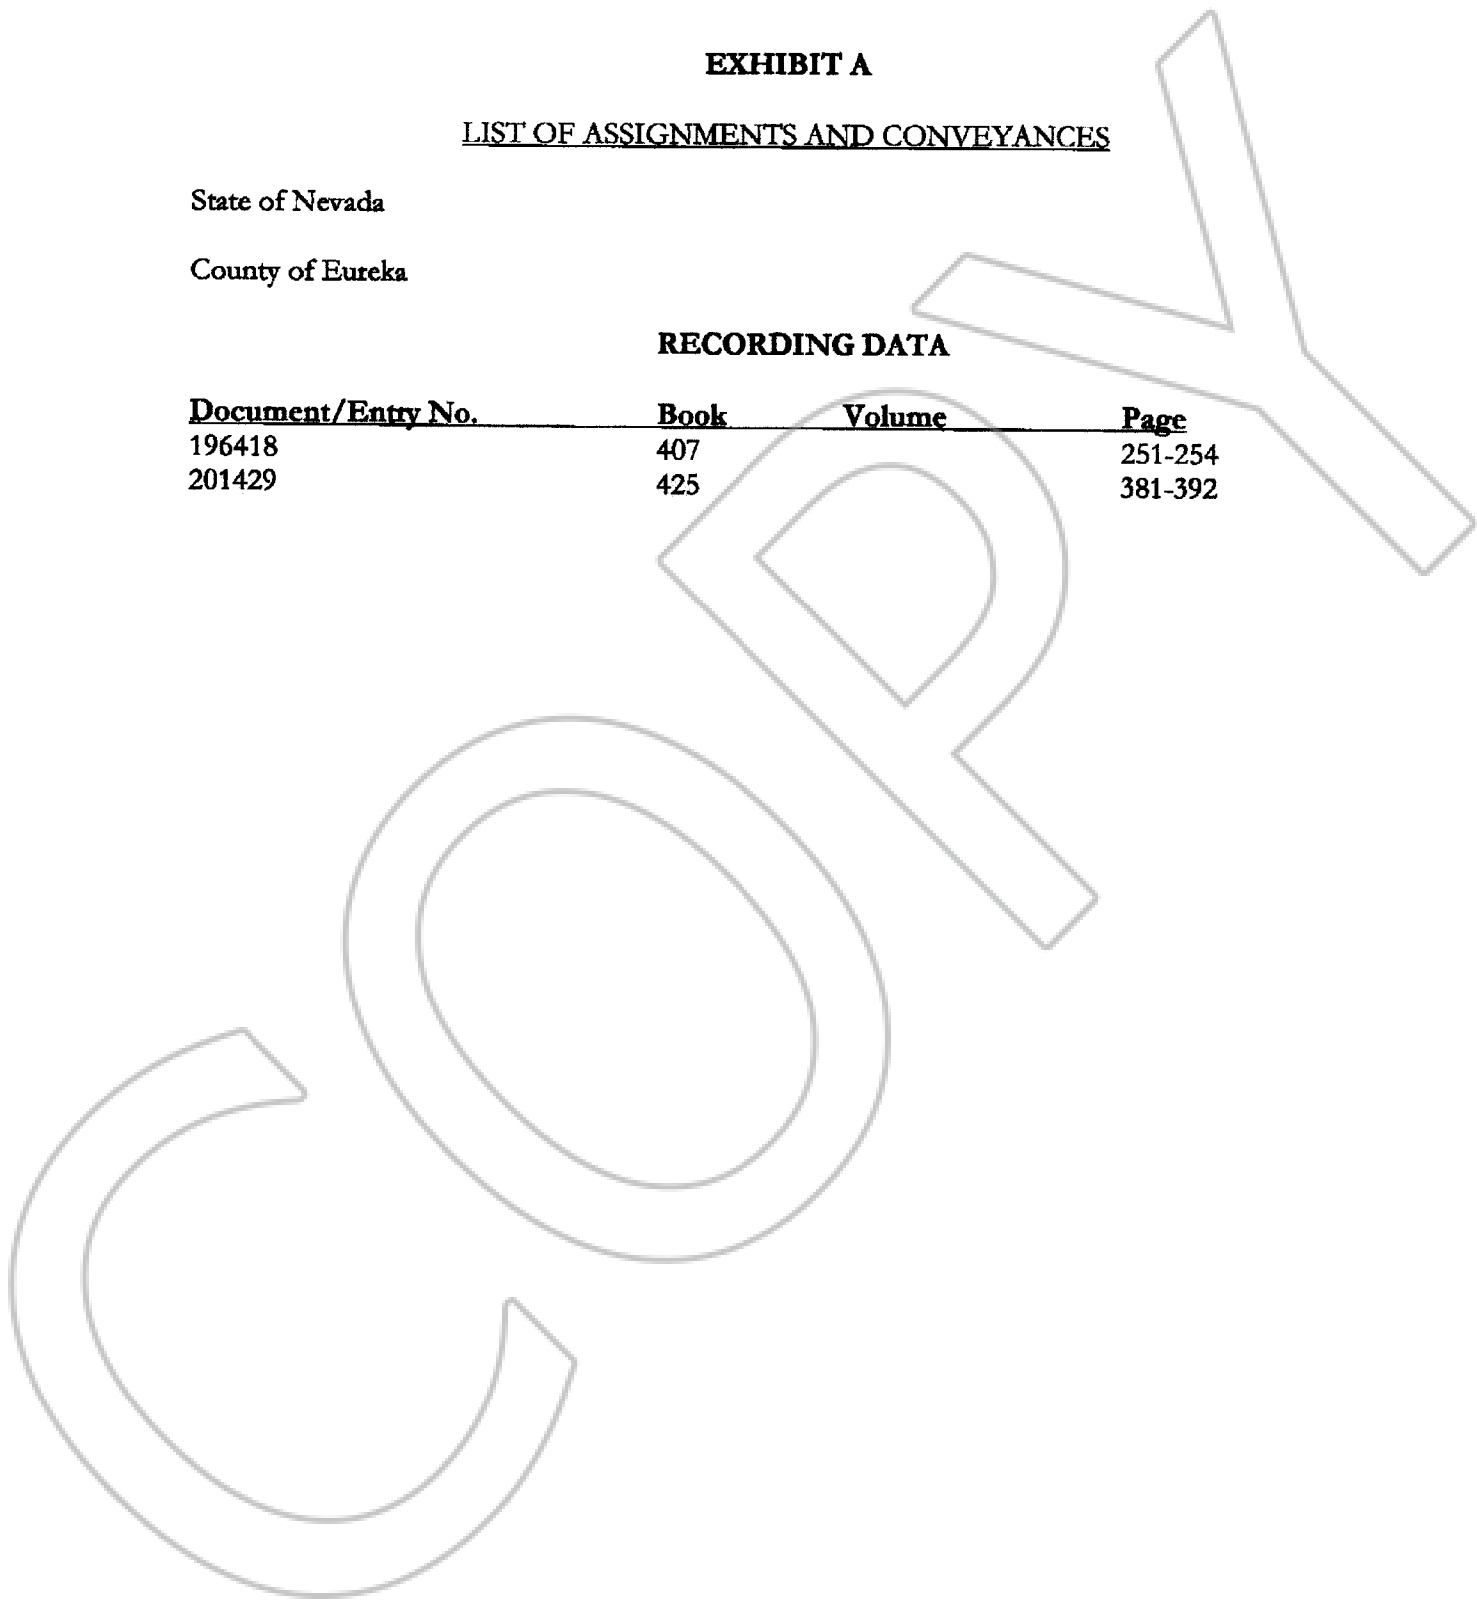 EXHIBIT A
LIST OF ASSIGNMENTS AND CONVEYANCES
State of Nevada
County of Eureka
RECORDING DATA
Document/Entry No. Book Volume Page
196418 407 251-254
201429 425 381-392
COPY